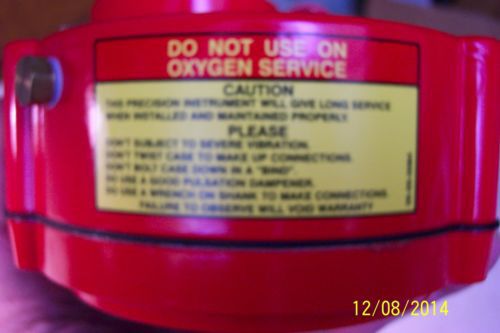 DO NOT USE ON
OXYGEN SERVICE
CAUTION
THIS PRECISION INSTRUMENT WILL GIVE LONG SERVICE
WHEN INSTALLED AND MAINTAINED PROPERLY.
PLEASE
DON'T SUBJECT TO SEVERE VIBRATION.
DON'T TWIST CASE TO MAKE UP CONNECTIONS.
DON'T BOLT CASE DOWN IN A "BIND".
DO USE A GOOD PULSATION DAMPENER.
DO USE A WRENCH ON SHANK TO MAKE CONNECTIONS.
FAILURE TO OBSERVE WILL VOID WARRANTY
12/08/2014